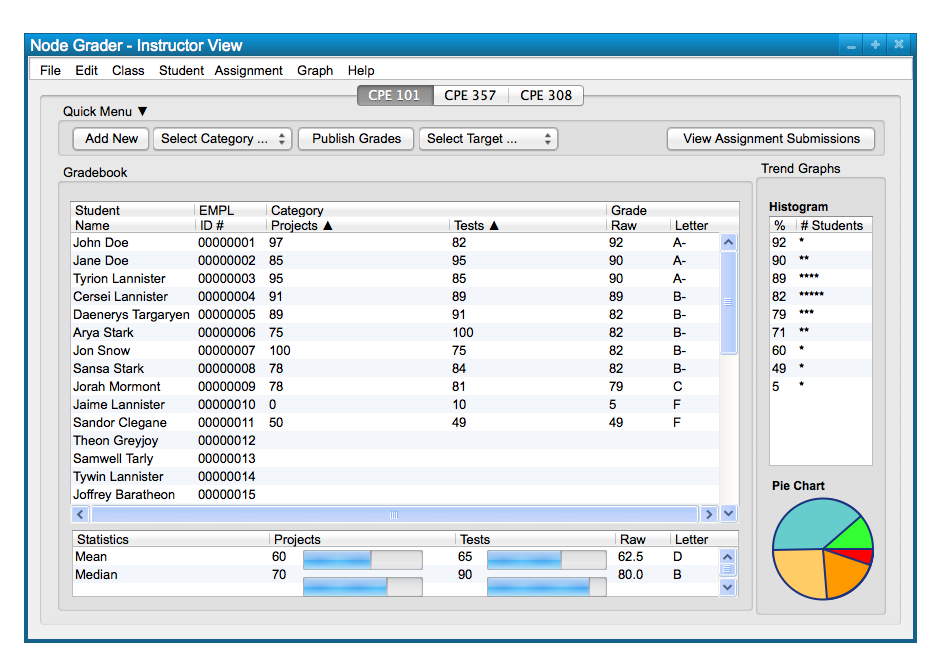 Node Grader - Instructor View
File Edit Class Student Assignment Graph Help
CPE 101 CPE 357 CPE 308
Quick Menu ▼
Add New Select Category ... Publish Grades Select Target ... View Assignment Submissions
Gradebook
Student EMPL Category Grade
Name ID # Projects ▲ Tests ▲ Raw Letter
John Doe 00000001 97 82 92 A-
Jane Doe 00000002 85 95 90 A-
Tyrion Lannister 00000003 95 85 90 A-
Cersei Lannister 00000004 91 89 89 B-
Daenerys Targaryen 00000005 89 91 82 B-
Arya Stark 00000006 75 100 82 B-
Jon Snow 00000007 100 75 82 B-
Sansa Stark 00000008 78 84 82 B-
Jorah Mormont 00000009 78 81 79 C
Jaime Lannister 00000010 0 10 5 F
Sandor Clegane 00000011 50 49 49 F
Theon Greyjoy 00000012
Samwell Tarly 00000013
Tywin Lannister 00000014
Joffrey Baratheon 00000015
Statistics Projects Tests Raw Letter
Mean 60 65 62.5 D
Median 70 90 80.0 B
Trend Graphs
Histogram
% # Students
92 *
90 **
89 ****
82 *****
79 ***
71 **
60 *
49 *
5 *
Pie Chart